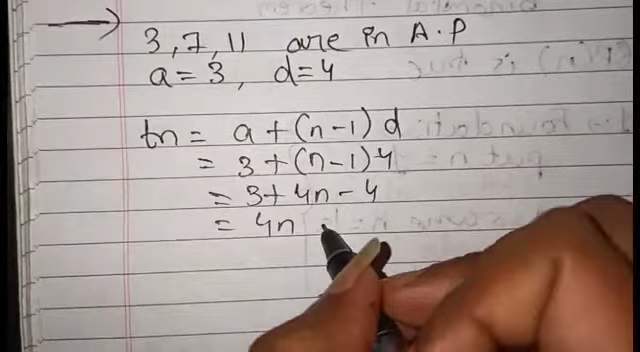 3, 7, 11 are in A.P
a = 3, d = 4
tn = a + (n-1) d
= 3 + (n-1) 4
= 3 + 4n - 4
= 4n